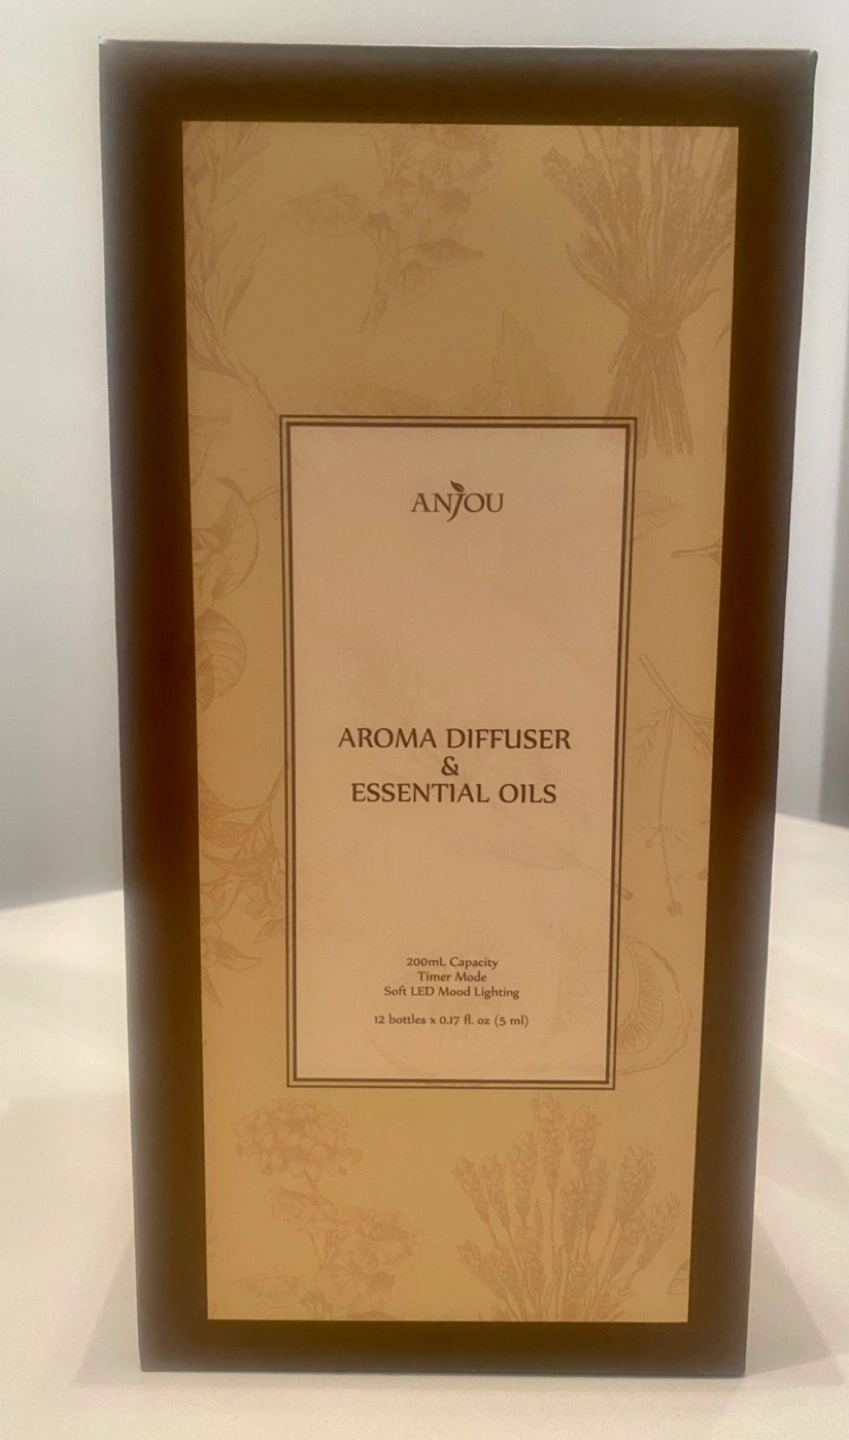 ANJOU
AROMA DIFFUSER
&
ESSENTIAL OILS
200mL Capacity
Timer Mode
Soft LED Mood Lighting
12 bottles x 0.17 fl. oz (5 ml)